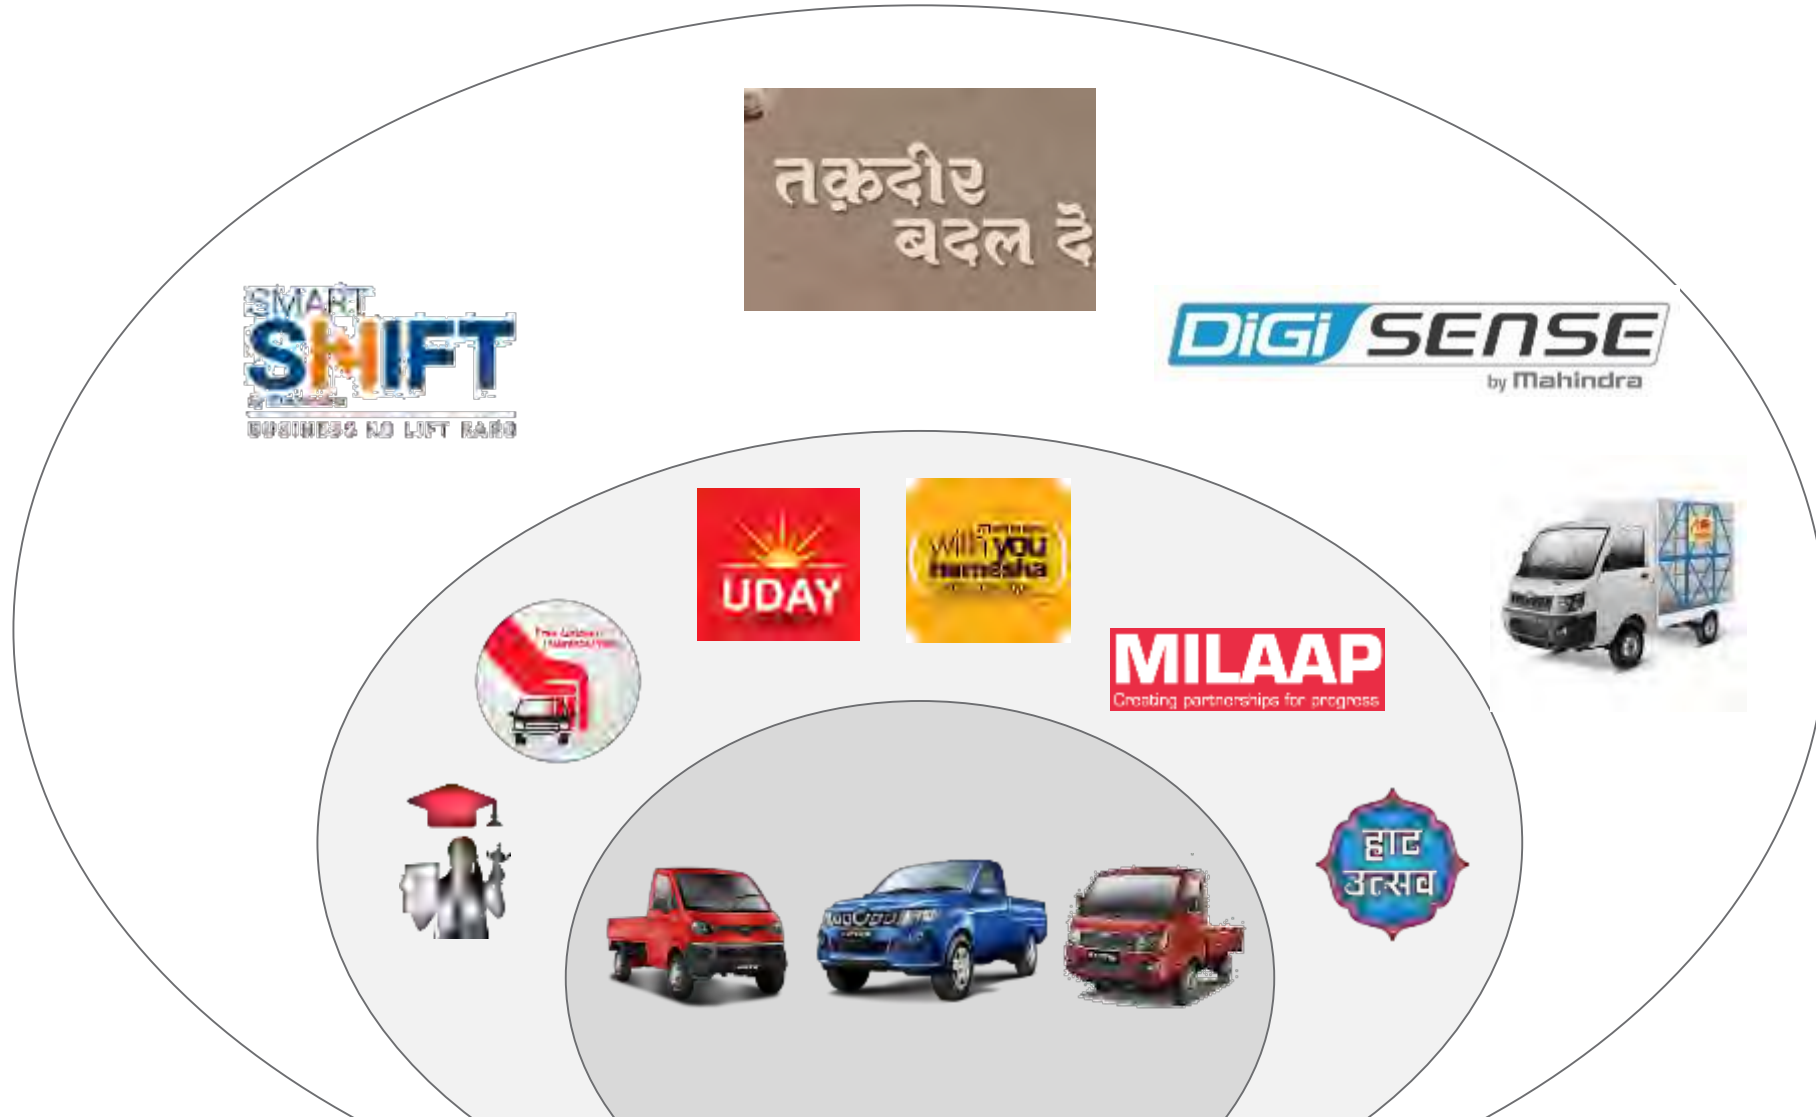 तक़दीर
बदल दे
SMART
SHIFT
BUSINESS KO LIFT KARO
DiGi SENSE
by Mahindra
UDAY
with you
hamesha
MILAAP
Creating partnerships for progress
हाट
उत्सव